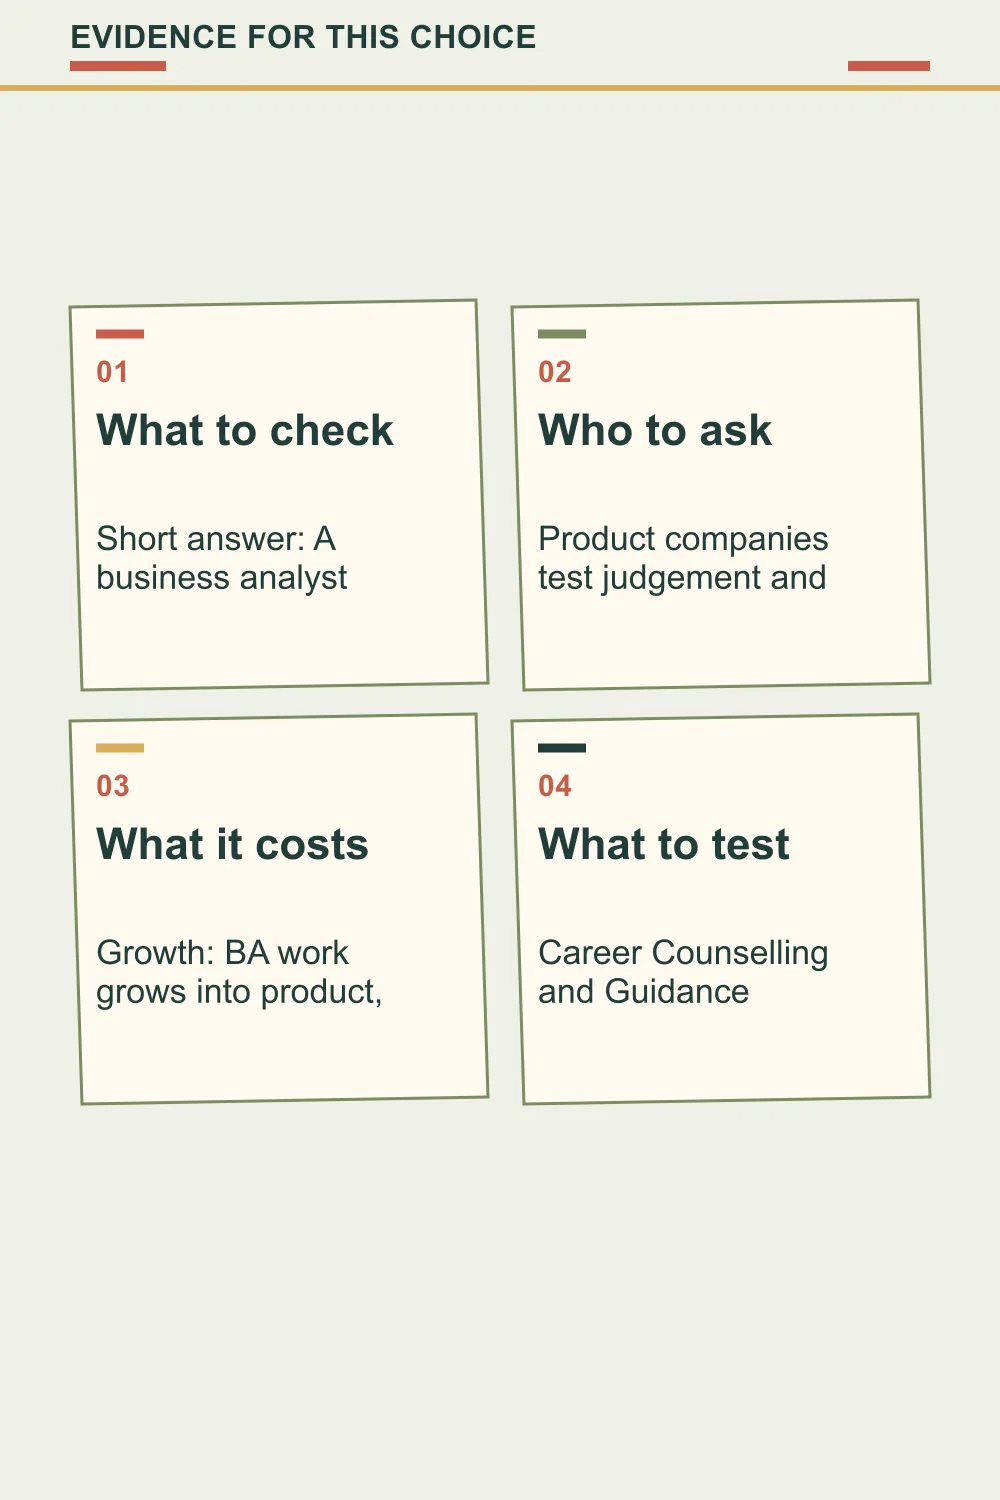 EVIDENCE FOR THIS CHOICE
01
What to check
Short answer: A
business analyst
02
Who to ask
Product companies
test judgement and
03
What it costs
Growth: BA work
grows into product,
04
What to test
Career Counselling
and Guidance